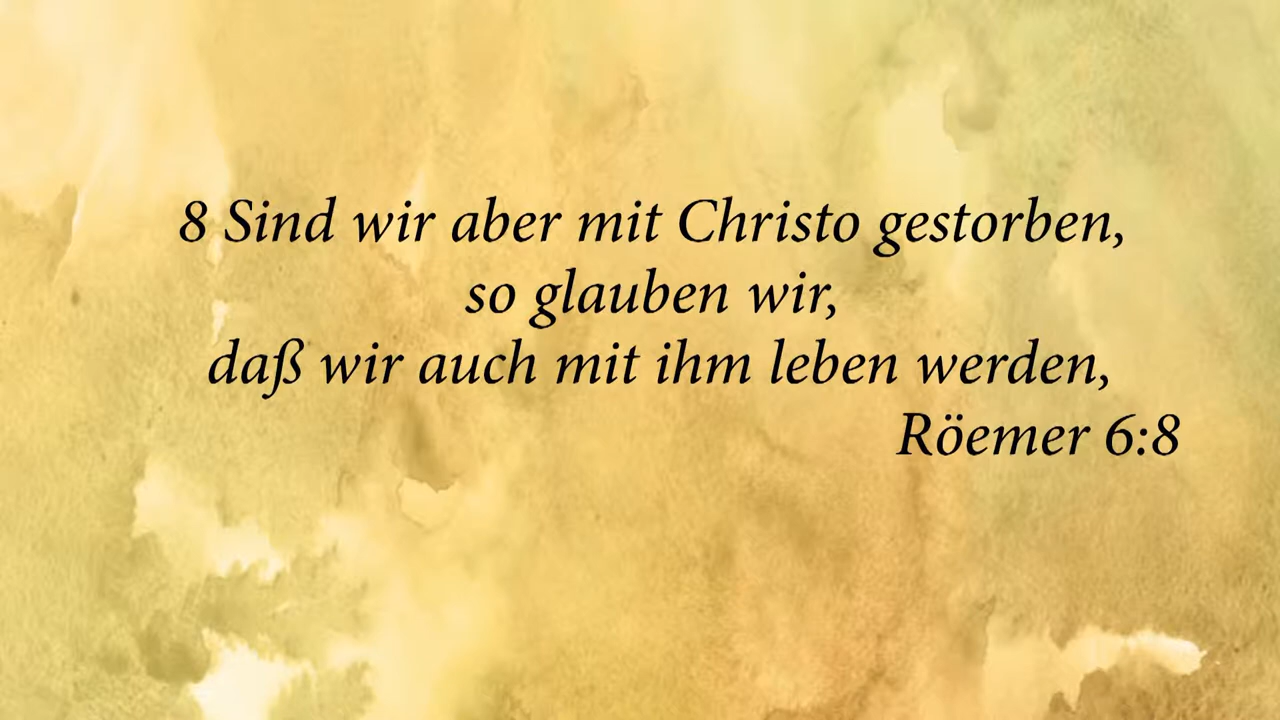 8 Sind wir aber mit Christo gestorben,
so glauben wir,
daß wir auch mit ihm leben werden,
Röemer 6:8